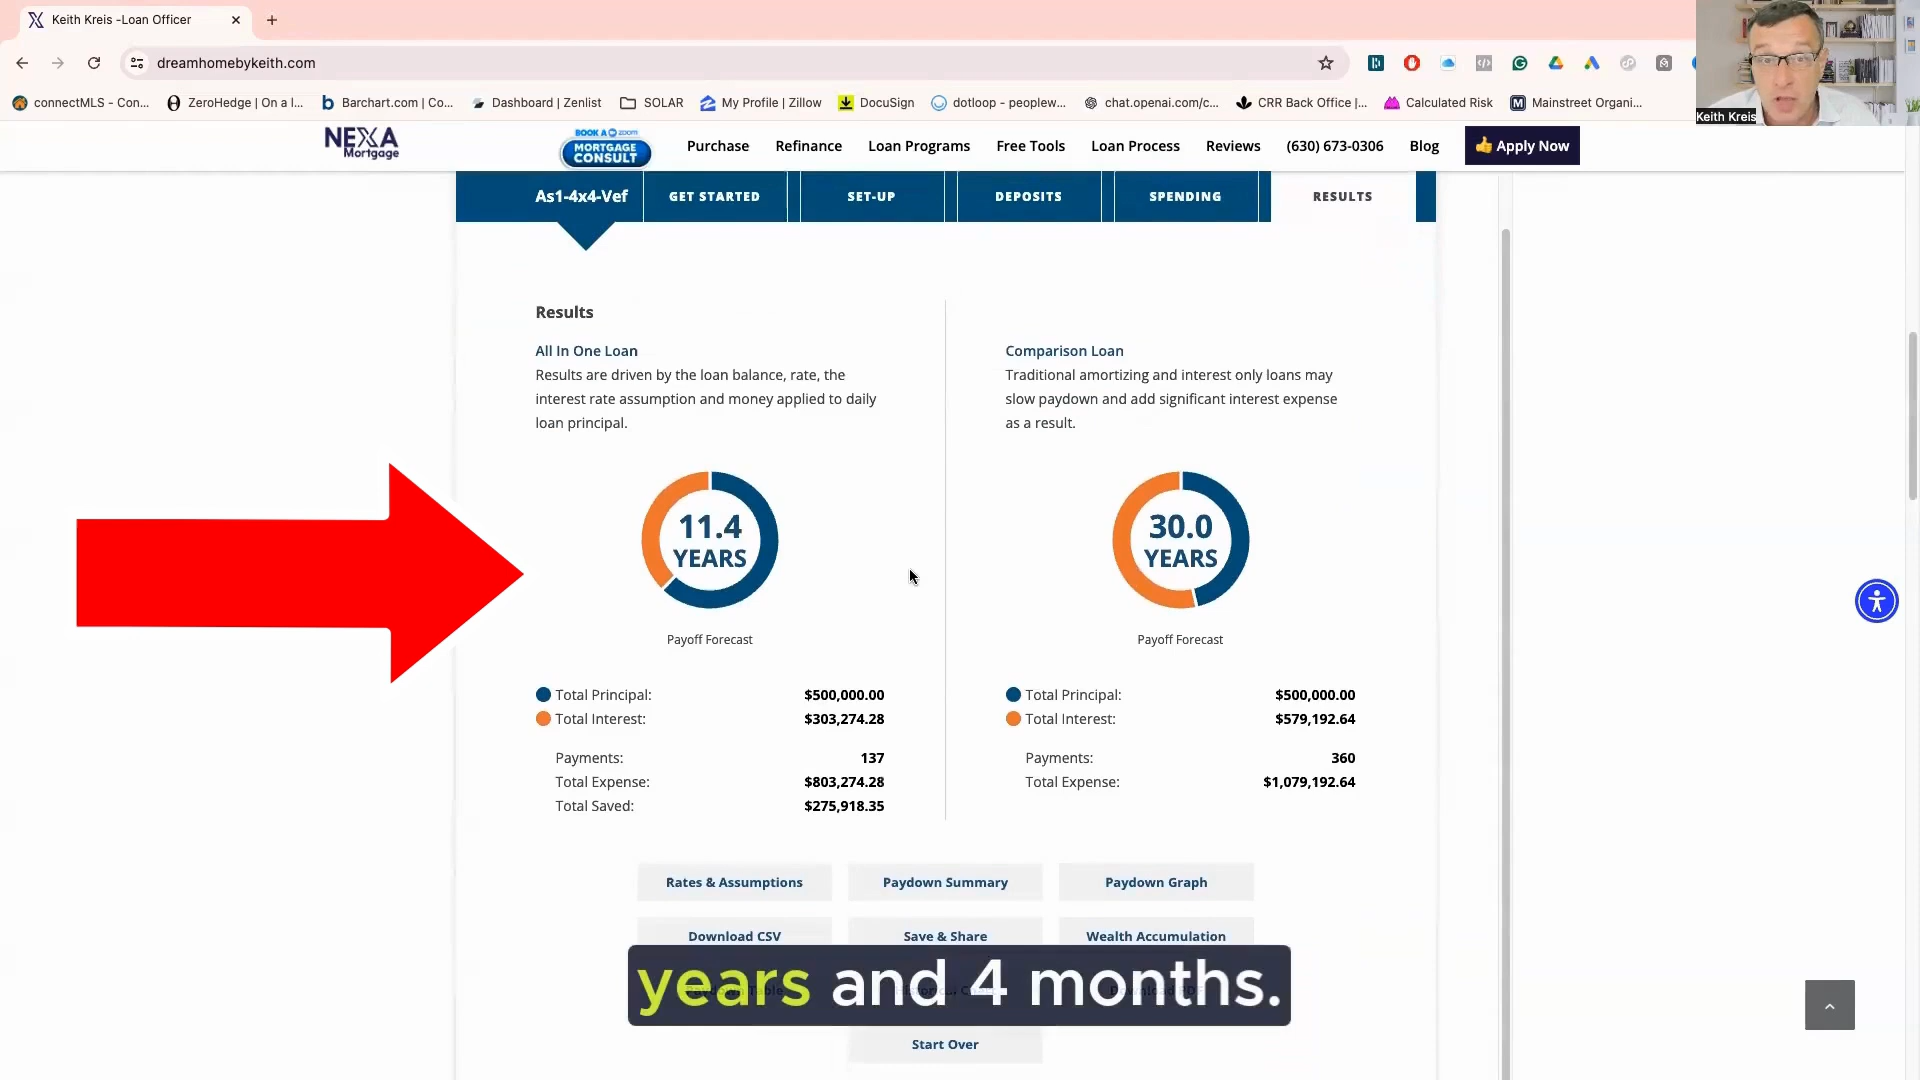 Keith Kreis -Loan Officer
dreamhomebykeith.com
connectMLS - Con...
ZeroHedge | On a l...
Barchart.com | Co...
Dashboard | Zenlist
SOLAR
My Profile | Zillow
DocuSign
dotloop - peoplew...
chat.openai.com/c...
CRR Back Office |...
Calculated Risk
Mainstreet Organi...
Keith Kreis
NEXA
Mortgage
BOOK A zoom
MORTGAGE
CONSULT
Purchase
Refinance
Loan Programs
Free Tools
Loan Process
Reviews
(630) 673-0306
Blog
👍 Apply Now
As1-4x4-Vef
GET STARTED
SET-UP
DEPOSITS
SPENDING
RESULTS
Results
All In One Loan
Results are driven by the loan balance, rate, the
interest rate assumption and money applied to daily
loan principal.
11.4
YEARS
Payoff Forecast
Total Principal: $500,000.00
Total Interest: $303,274.28
Payments: 137
Total Expense: $803,274.28
Total Saved: $275,918.35
Comparison Loan
Traditional amortizing and interest only loans may
slow paydown and add significant interest expense
as a result.
30.0
YEARS
Payoff Forecast
Total Principal: $500,000.00
Total Interest: $579,192.64
Payments: 360
Total Expense: $1,079,192.64
Rates & Assumptions
Paydown Summary
Paydown Graph
Download CSV
Save & Share
Wealth Accumulation
years and 4 months.
Start Over